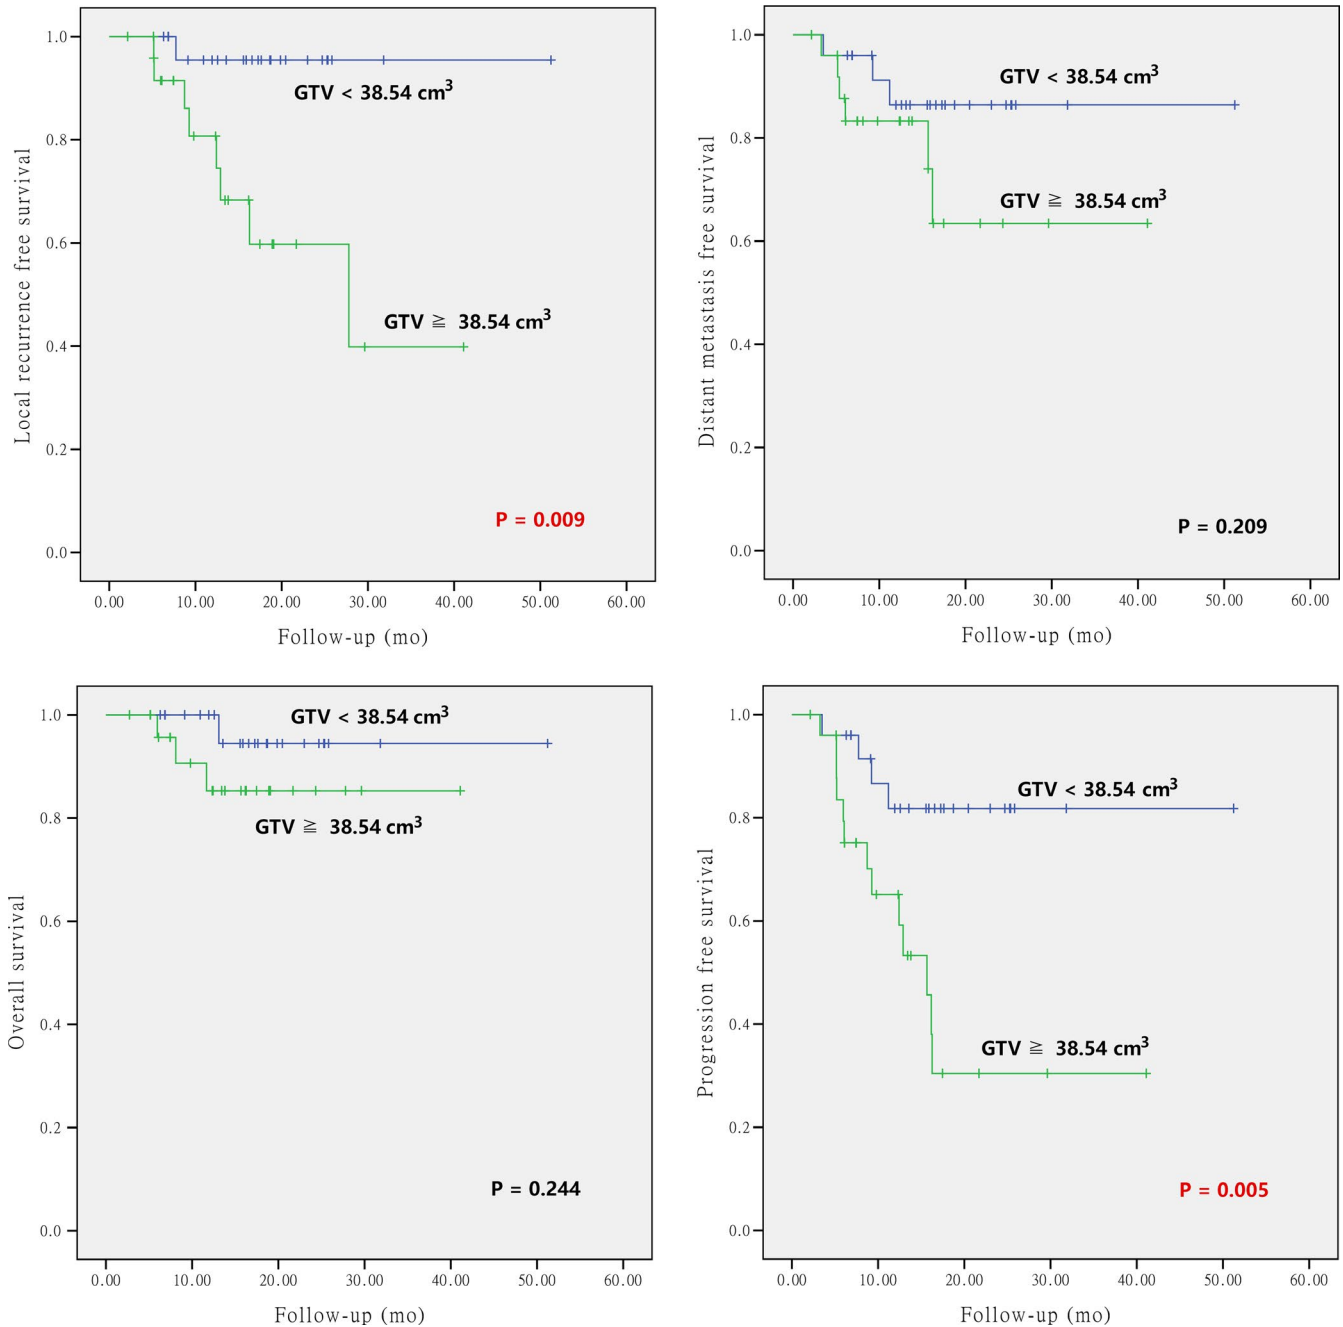 Local recurrence free survival
1.0
0.8
0.6
0.4
0.2
0.0
GTV < 38.54 cm³
GTV ≧ 38.54 cm³
P = 0.009
0.00 10.00 20.00 30.00 40.00 50.00 60.00
Follow-up (mo)
Distant metastasis free survival
1.0
0.8
0.6
0.4
0.2
0.0
GTV < 38.54 cm³
GTV ≧ 38.54 cm³
P = 0.209
0.00 10.00 20.00 30.00 40.00 50.00 60.00
Follow-up (mo)
Overall survival
1.0
0.8
0.6
0.4
0.2
0.0
GTV < 38.54 cm³
GTV ≧ 38.54 cm³
P = 0.244
0.00 10.00 20.00 30.00 40.00 50.00 60.00
Follow-up (mo)
Progression free survival
1.0
0.8
0.6
0.4
0.2
0.0
GTV < 38.54 cm³
GTV ≧ 38.54 cm³
P = 0.005
0.00 10.00 20.00 30.00 40.00 50.00 60.00
Follow-up (mo)